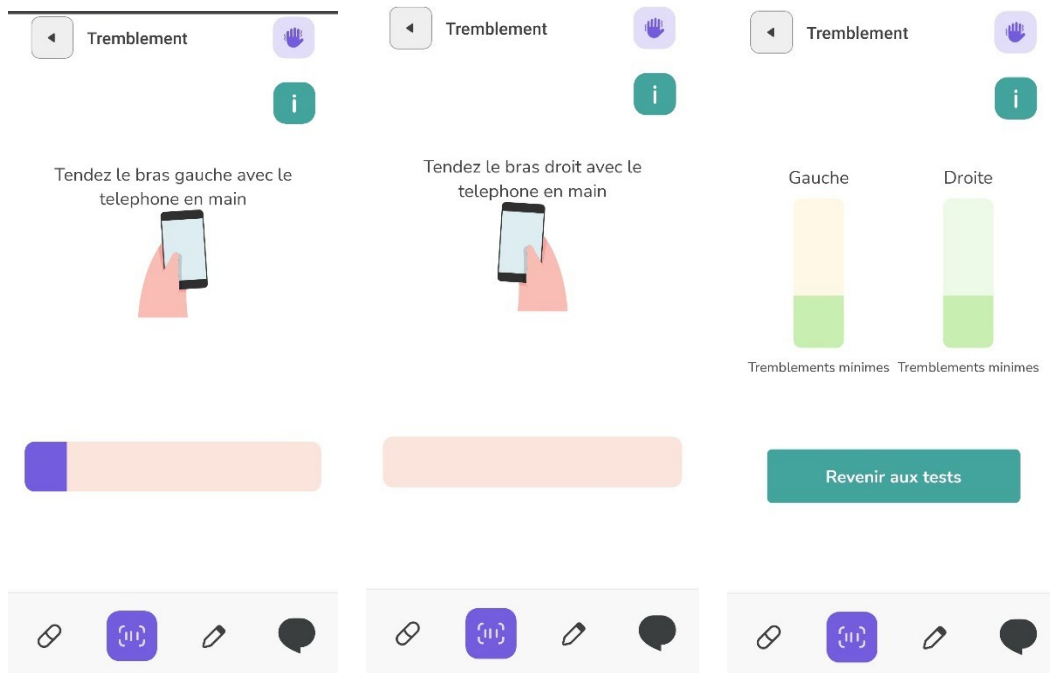 Tremblement
i
Tendez le bras gauche avec le
telephone en main
Tremblement
i
Tendez le bras droit avec le
telephone en main
Tremblement
i
Gauche Droite
Tremblements minimes Tremblements minimes
Revenir aux tests